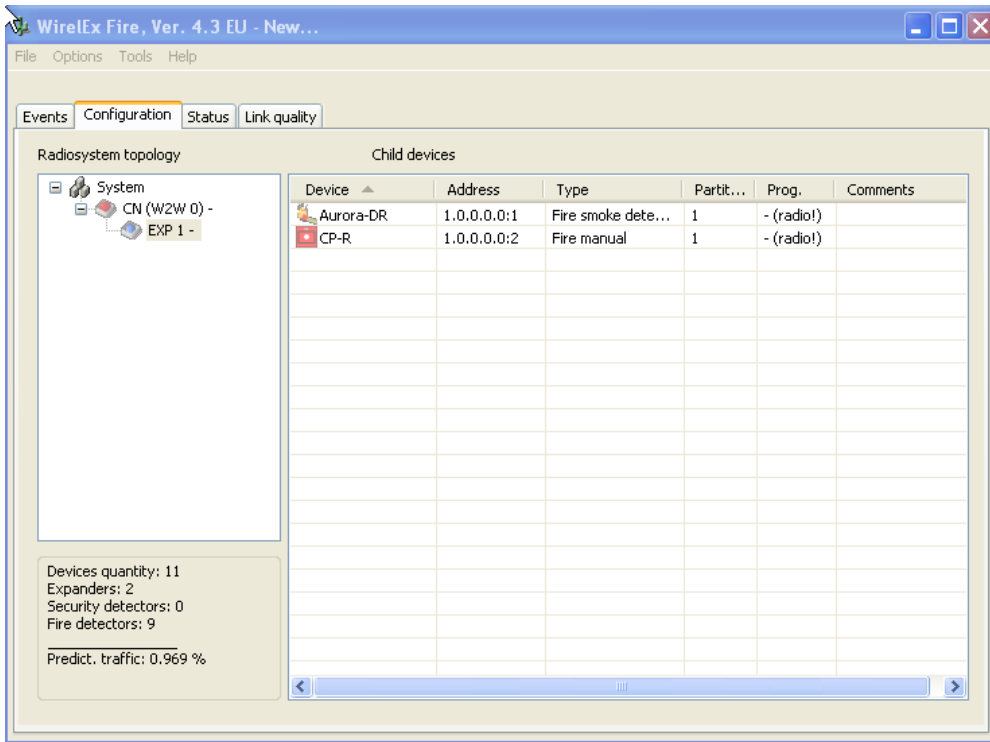 WirelEx Fire, Ver. 4.3 EU - New...
File Options Tools Help
Events Configuration Status Link quality
Radiosystem topology Child devices
System
CN (W2W 0) -
EXP 1 -
Device Address Type Partit... Prog. Comments
Aurora-DR 1.0.0.0.0:1 Fire smoke dete... 1 - (radio!)
CP-R 1.0.0.0.0:2 Fire manual 1 - (radio!)
Devices quantity: 11
Expanders: 2
Security detectors: 0
Fire detectors: 9
Predict. traffic: 0.969 %